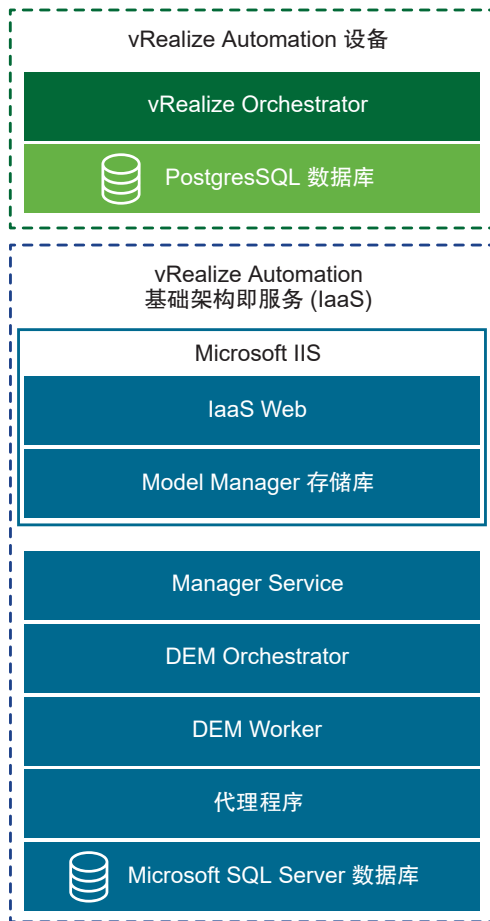 vRealize Automation 设备
vRealize Orchestrator
PostgresSQL 数据库
vRealize Automation
基础架构即服务 (IaaS)
Microsoft IIS
IaaS Web
Model Manager 存储库
Manager Service
DEM Orchestrator
DEM Worker
代理程序
Microsoft SQL Server 数据库